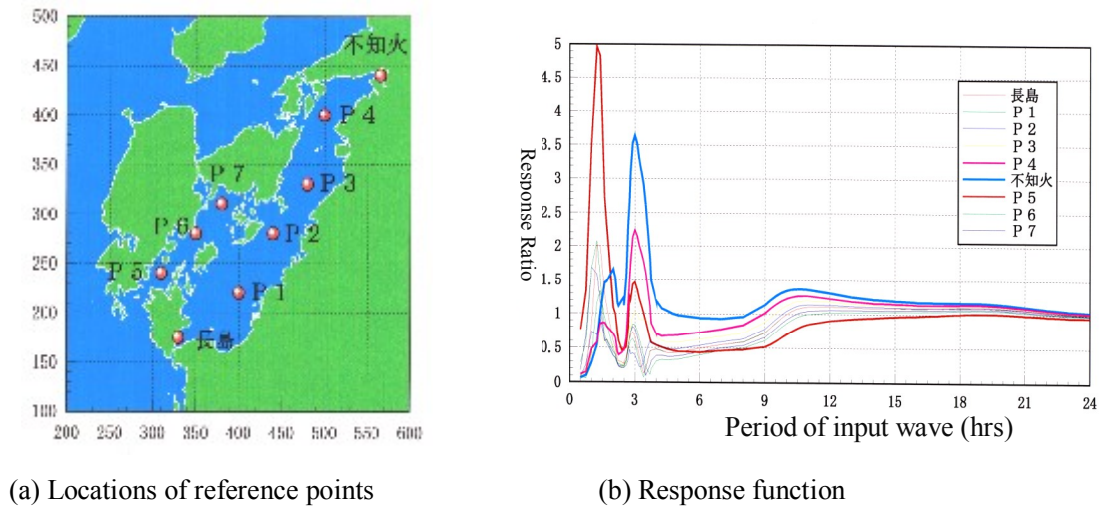 500
450
400
350
300
250
200
150
100
200 250 300 350 400 450 500 550 600
不知火
P 4
P 3
P 7
P 6
P 2
P 5
P 1
長島
Response Ratio
5
4.5
4
3.5
3
2.5
2
1.5
1
0.5
0
0 3 6 9 12 15 18 21 24
Period of input wave (hrs)
長島
P 1
P 2
P 3
P 4
不知火
P 5
P 6
P 7
(a) Locations of reference points
(b) Response function